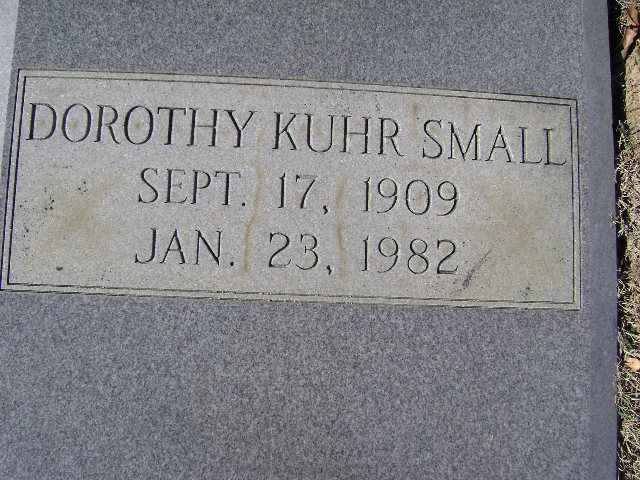 DOROTHY KUHR SMALL
SEPT. 17, 1909
JAN. 23, 1982